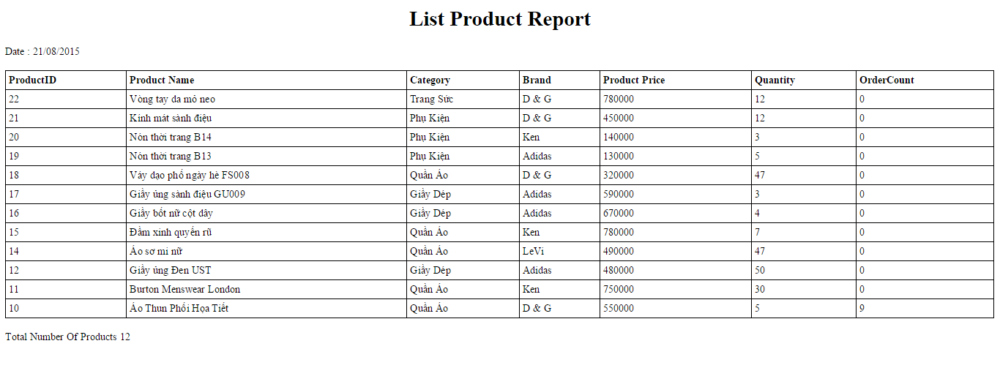 List Product Report
Date : 21/08/2015
ProductID Product Name Category Brand Product Price Quantity OrderCount
22 Vòng tay da mỏ neo Trang Sức D & G 780000 12 0
21 Kính mát sành điệu Phụ Kiện D & G 450000 12 0
20 Nón thời trang B14 Phụ Kiện Ken 140000 3 0
19 Nón thời trang B13 Phụ Kiện Adidas 130000 5 0
18 Váy dạo phố ngày hè FS008 Quần Áo D & G 320000 47 0
17 Giầy ủng sành điệu GU009 Giầy Dép Adidas 590000 3 0
16 Giầy bốt nữ cột dây Giầy Dép Adidas 670000 4 0
15 Đầm xinh quyến rũ Quần Áo Ken 780000 7 0
14 Áo sơ mi nữ Quần Áo LeVi 490000 47 0
12 Giầy ủng Đen UST Giầy Dép Adidas 480000 50 0
11 Burton Menswear London Quần Áo Ken 750000 30 0
10 Áo Thun Phối Họa Tiết Quần Áo D & G 550000 5 9
Total Number Of Products 12